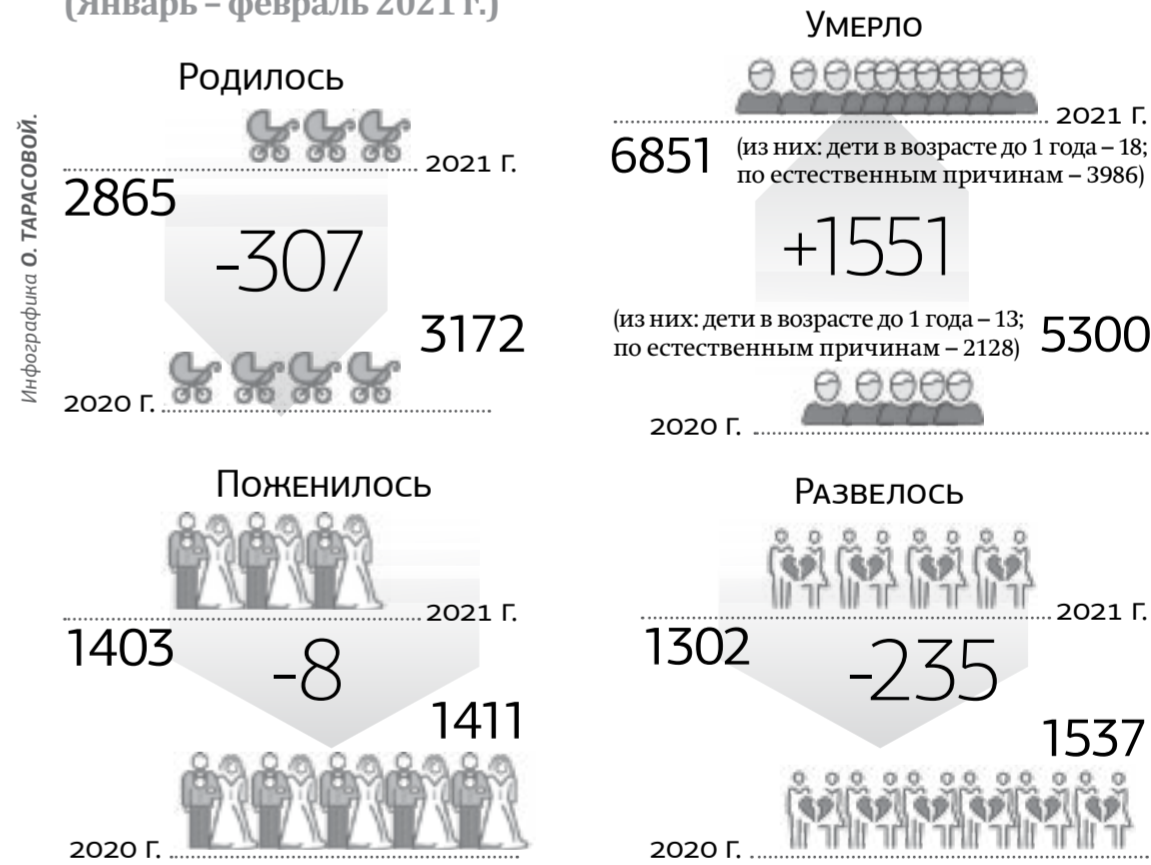 (Январь – февраль 2021 г.)
Родилось
2021 г.
2865
-307
3172
2020 г.
Инфографика О. ТАРАСОВОЙ.
Умерло
2021 г.
6851 (из них: дети в возрасте до 1 года – 18;
по естественным причинам – 3986)
+1551
(из них: дети в возрасте до 1 года – 13;
по естественным причинам – 2128) 5300
2020 г.
Поженилось
2021 г.
1403
-8
1411
2020 г.
Развелось
2021 г.
1302
-235
1537
2020 г.